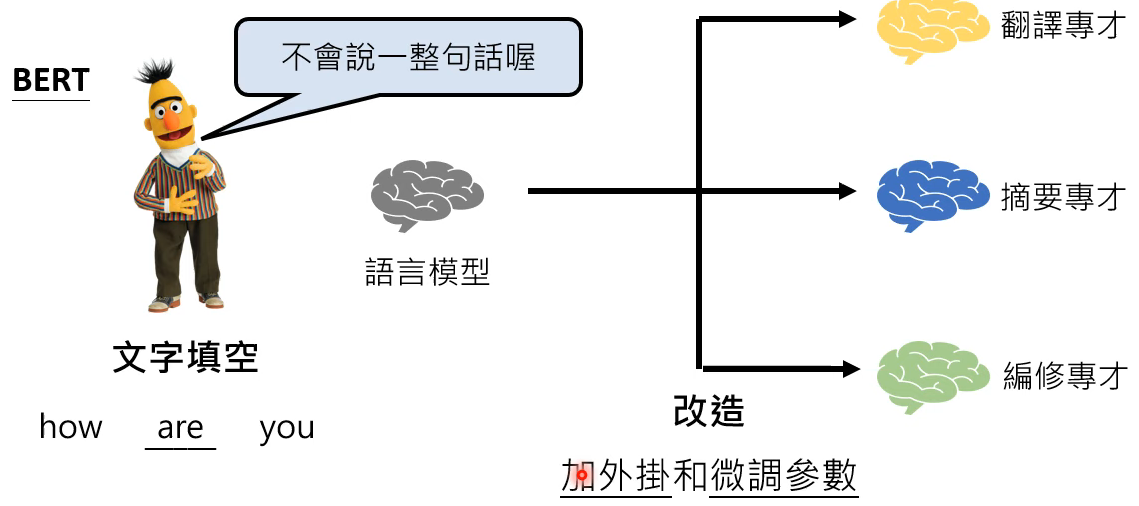 BERT
不會說一整句話喔
語言模型
文字填空
how are you
翻譯專才
摘要專才
編修專才
改造
加外掛和微調參數